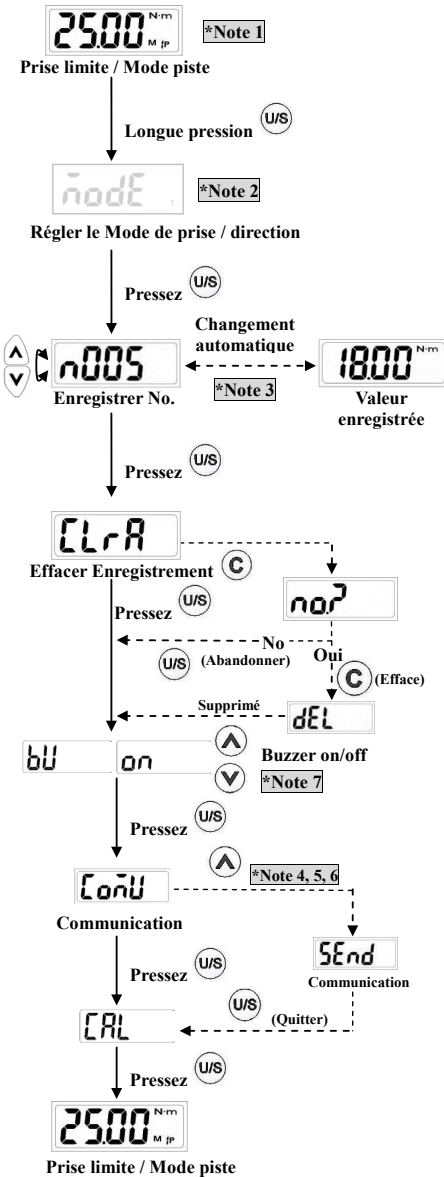 25.00 N·m *Note 1
M P
Prise limite / Mode piste
Longue pression U/S
modE T *Note 2
Régler le Mode de prise / direction
Pressez U/S
Changement
automatique
n005 18.00 N·m
*Note 3
Enregistrer No. Valeur
enregistrée
Pressez U/S
CLrA
Effacer Enregistrement C
no.?
Pressez U/S
No Oui
U/S (Abandonner) C (Efface)
Supprimé dEL
bU on Buzzer on/off
*Note 7
Pressez U/S
*Note 4, 5, 6
ComU
Communication SEnd
Communication
Pressez U/S
U/S (Quitter)
CAL
Pressez U/S
25.00 N·m
M P
Prise limite / Mode piste